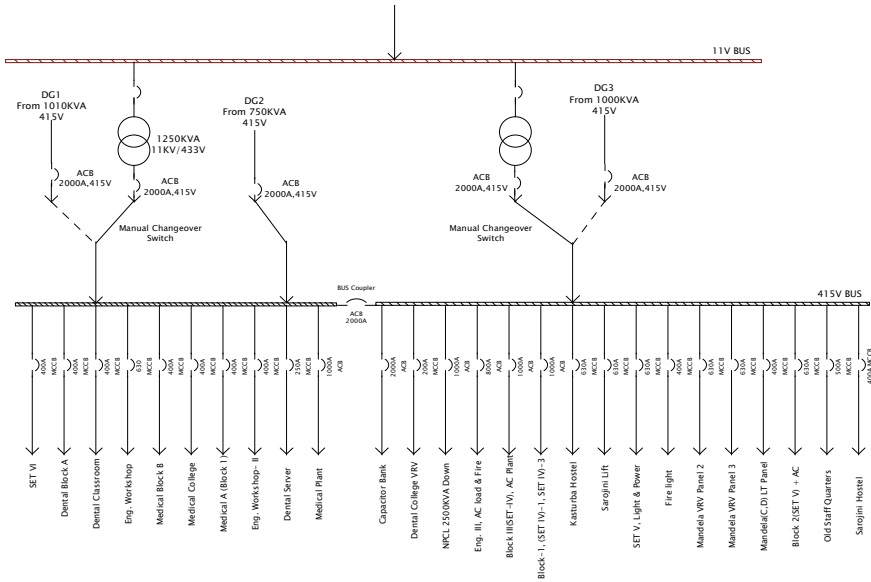 11V BUS
DG1
From 1010KVA
415V
1250KVA
11KV/433V
DG2
From 750KVA
415V
DG3
From 1000KVA
415V
ACB
2000A,415V
ACB
2000A,415V
ACB
2000A,415V
ACB
2000A,415V
ACB
2000A,415V
Manual Changeover
Switch
Manual Changeover
Switch
BUS Coupler
ACB
2000A
415V BUS
400A
MCCB
400A
MCCB
400A
MCCB
630
MCCB
400A
MCCB
400A
MCCB
400A
MCCB
400A
MCCB
250A
MCCB
1000A
ACB
2000A
ACB
200A
MCCB
1000A
ACB
800A
ACB
1000A
ACB
1000A
ACB
630A
MCCB
630A
MCCB
630A
MCCB
400A
MCCB
630A
MCCB
630A
MCCB
400A
MCCB
630A
MCCB
500A
MCCB
400A MCCB
SET VI
Dental Block A
Dental Classroom
Eng. Workshop
Medical Block B
Medical College
Medical A (Block 1)
Eng. Workshop- II
Dental Server
Medical Plant
Capacitor Bank
Dental College VRV
NPCL 2500KVA Down
Eng. III, AC load & Fire
Block III(SET-IV), AC Plant
Block-1, (SET IV)-1, SET IV)-3
Kasturba Hostel
Sarojini Lift
SET V, Light & Power
Fire light
Mandela VRV Panel 2
Mandela VRV Panel 3
Mandela(C,D) LT Panel
Block 2(SET V) + AC
Old Staff Quarters
Sarojini Hostel